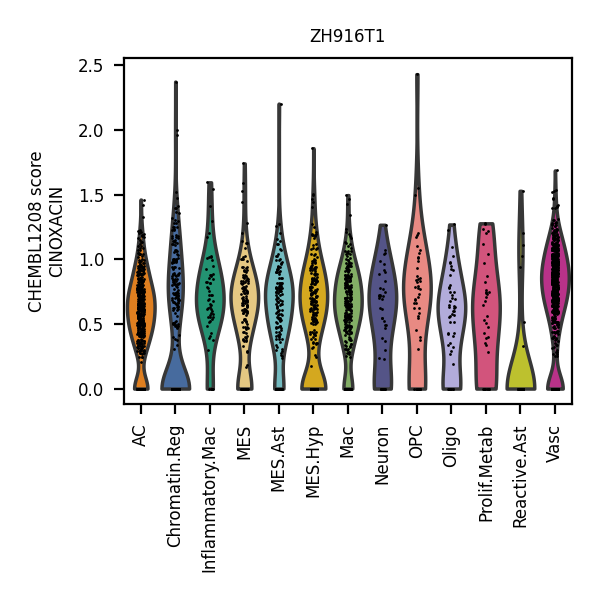 ZH916T1
CHEMBL1208 score
CINOXACIN
2.5
2.0
1.5
1.0
0.5
0.0
AC
Chromatin.Reg
Inflammatory.Mac
MES
MES.Ast
MES.Hyp
Mac
Neuron
OPC
Oligo
Prolif.Metab
Reactive.Ast
Vasc